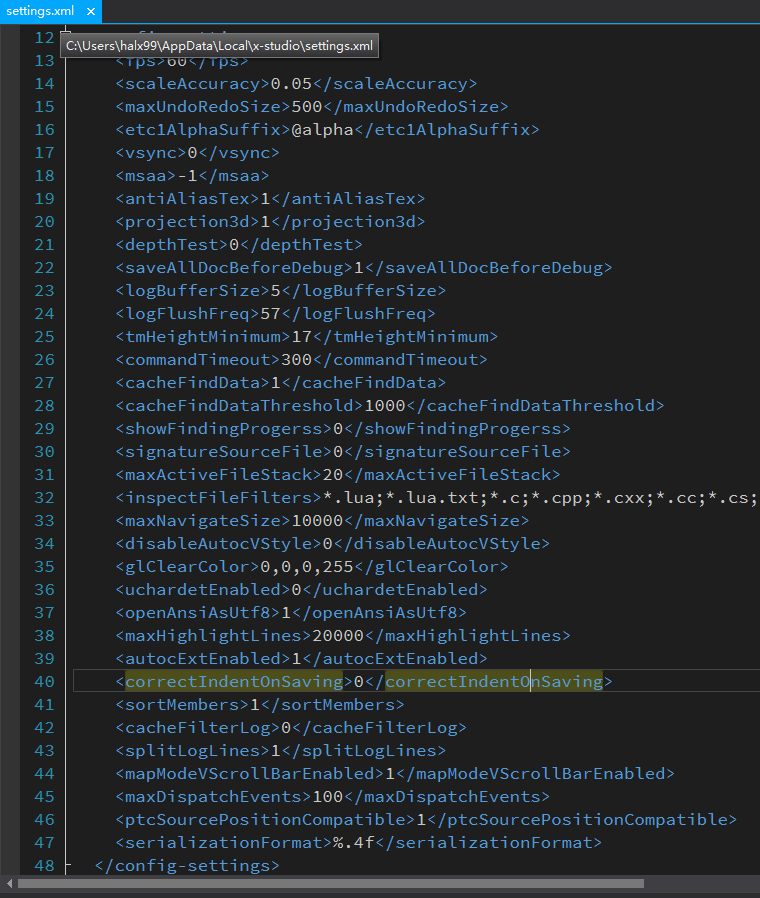 settings.xml ×
12
C:\Users\halx99\AppData\Local\x-studio\settings.xml
13 <fps>60</fps>
14 <scaleAccuracy>0.05</scaleAccuracy>
15 <maxUndoRedoSize>500</maxUndoRedoSize>
16 <etc1AlphaSuffix>@alpha</etc1AlphaSuffix>
17 <vsync>0</vsync>
18 <msaa>-1</msaa>
19 <antiAliasTex>1</antiAliasTex>
20 <projection3d>1</projection3d>
21 <depthTest>0</depthTest>
22 <saveAllDocBeforeDebug>1</saveAllDocBeforeDebug>
23 <logBufferSize>5</logBufferSize>
24 <logFlushFreq>57</logFlushFreq>
25 <tmHeightMinimum>17</tmHeightMinimum>
26 <commandTimeout>300</commandTimeout>
27 <cacheFindData>1</cacheFindData>
28 <cacheFindDataThreshold>1000</cacheFindDataThreshold>
29 <showFindingProgerss>0</showFindingProgerss>
30 <signatureSourceFile>0</signatureSourceFile>
31 <maxActiveFileStack>20</maxActiveFileStack>
32 <inspectFileFilters>*.lua;*.lua.txt;*.c;*.cpp;*.cxx;*.cc;*.cs;
33 <maxNavigateSize>10000</maxNavigateSize>
34 <disableAutocVStyle>0</disableAutocVStyle>
35 <glClearColor>0,0,0,255</glClearColor>
36 <uchardetEnabled>0</uchardetEnabled>
37 <openAnsiAsUtf8>1</openAnsiAsUtf8>
38 <maxHighlightLines>20000</maxHighlightLines>
39 <autocExtEnabled>1</autocExtEnabled>
40 <correctIndentOnSaving>0</correctIndentOnSaving>
41 <sortMembers>1</sortMembers>
42 <cacheFilterLog>0</cacheFilterLog>
43 <splitLogLines>1</splitLogLines>
44 <mapModeVScrollBarEnabled>1</mapModeVScrollBarEnabled>
45 <maxDispatchEvents>100</maxDispatchEvents>
46 <ptcSourcePositionCompatible>1</ptcSourcePositionCompatible>
47 <serializationFormat>%.4f</serializationFormat>
48 </config-settings>